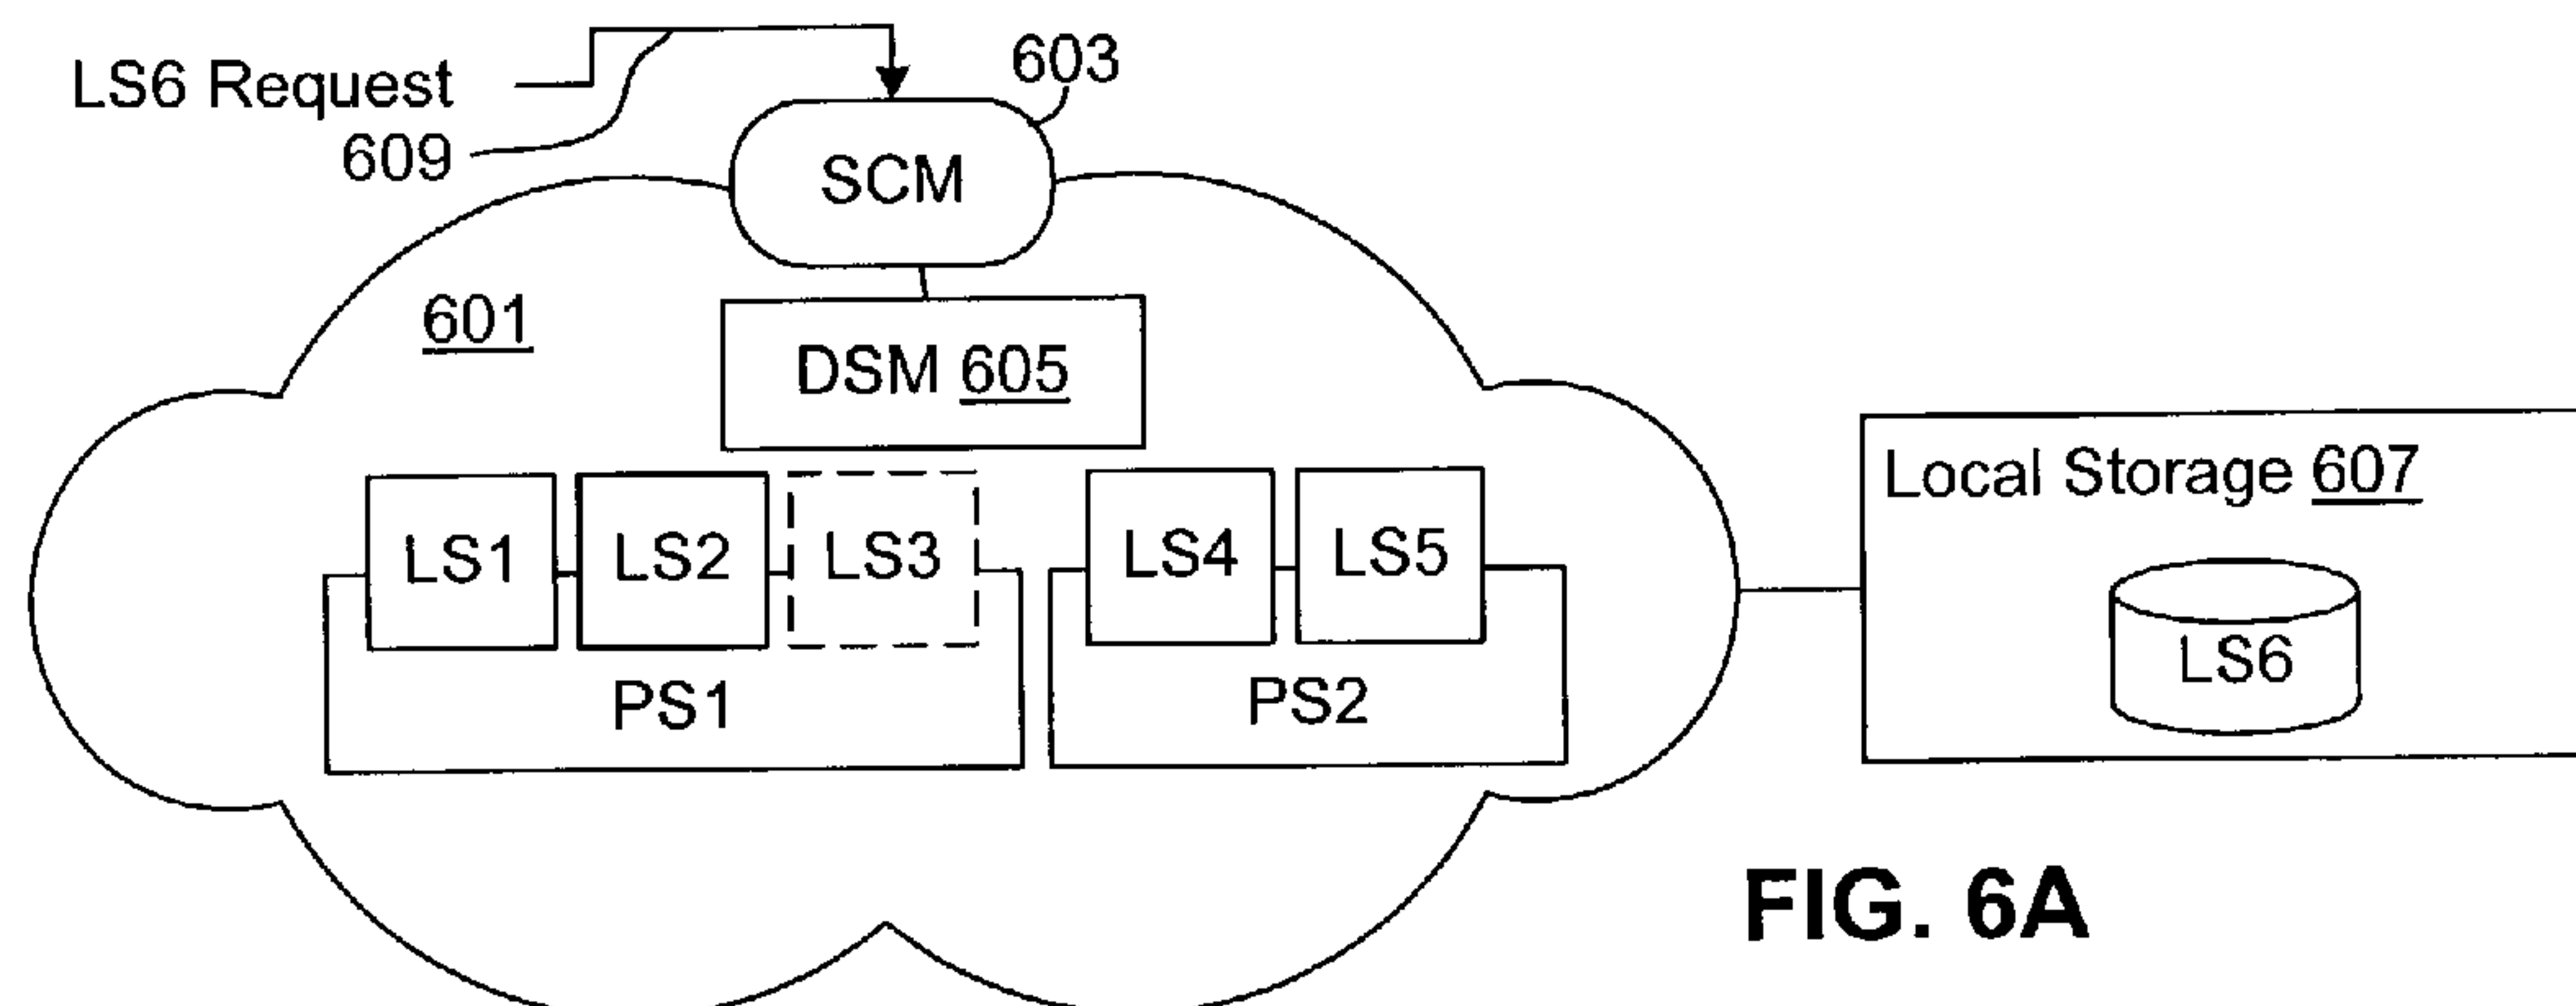 LS6 Request
609
603
SCM
601
DSM 605
LS1 LS2 LS3 LS4 LS5
PS1 PS2
Local Storage 607
LS6
FIG. 6A